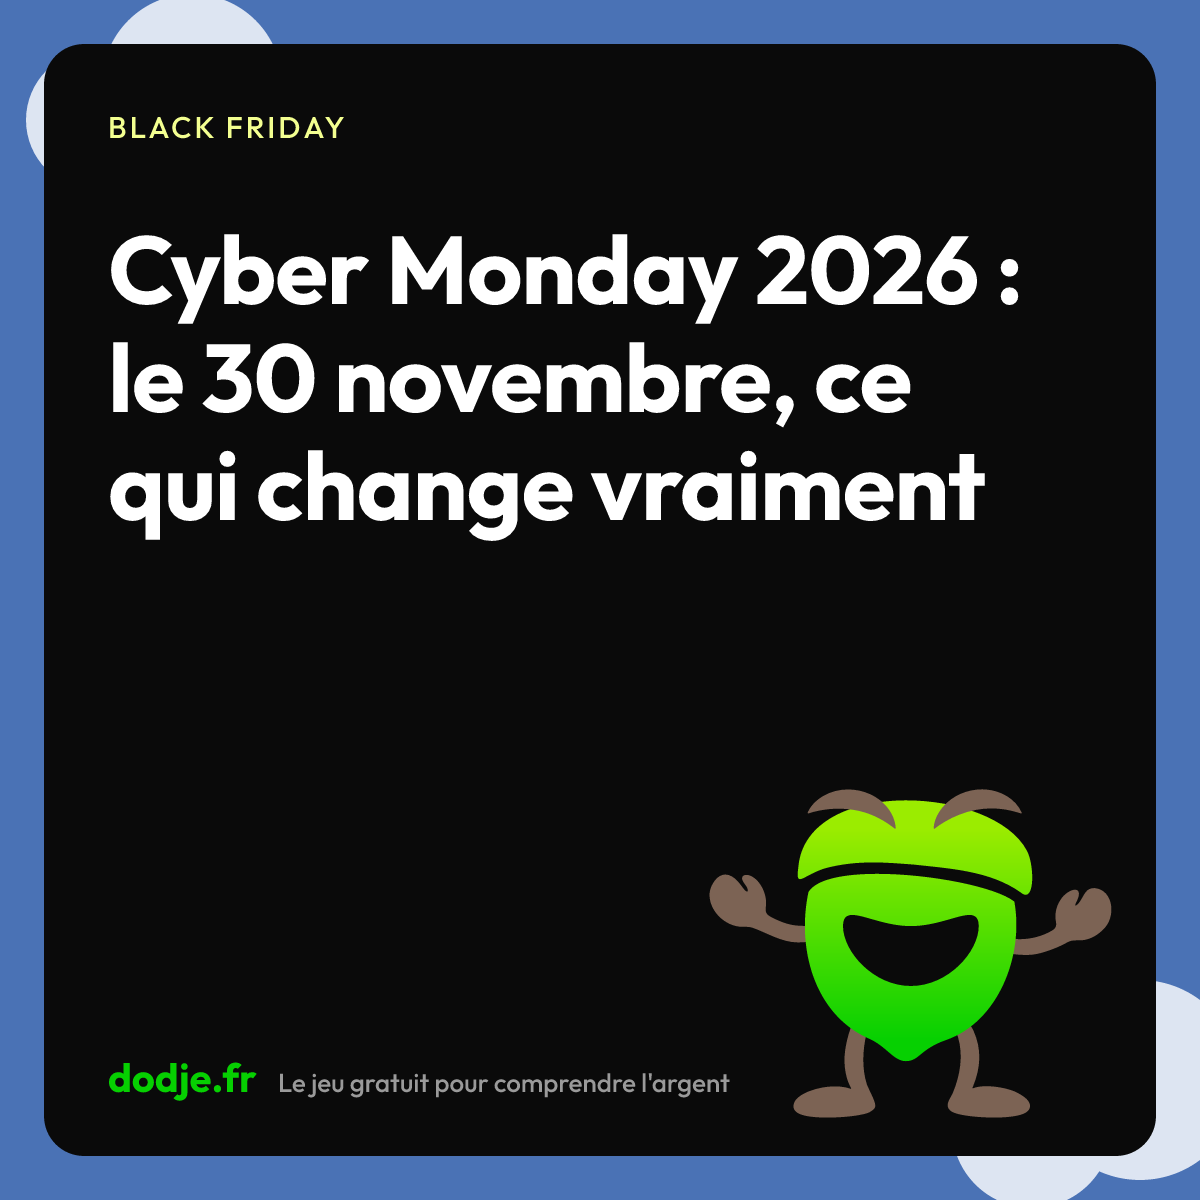 BLACK FRIDAY
Cyber Monday 2026 :
le 30 novembre, ce
qui change vraiment
dodje.fr Le jeu gratuit pour comprendre l'argent